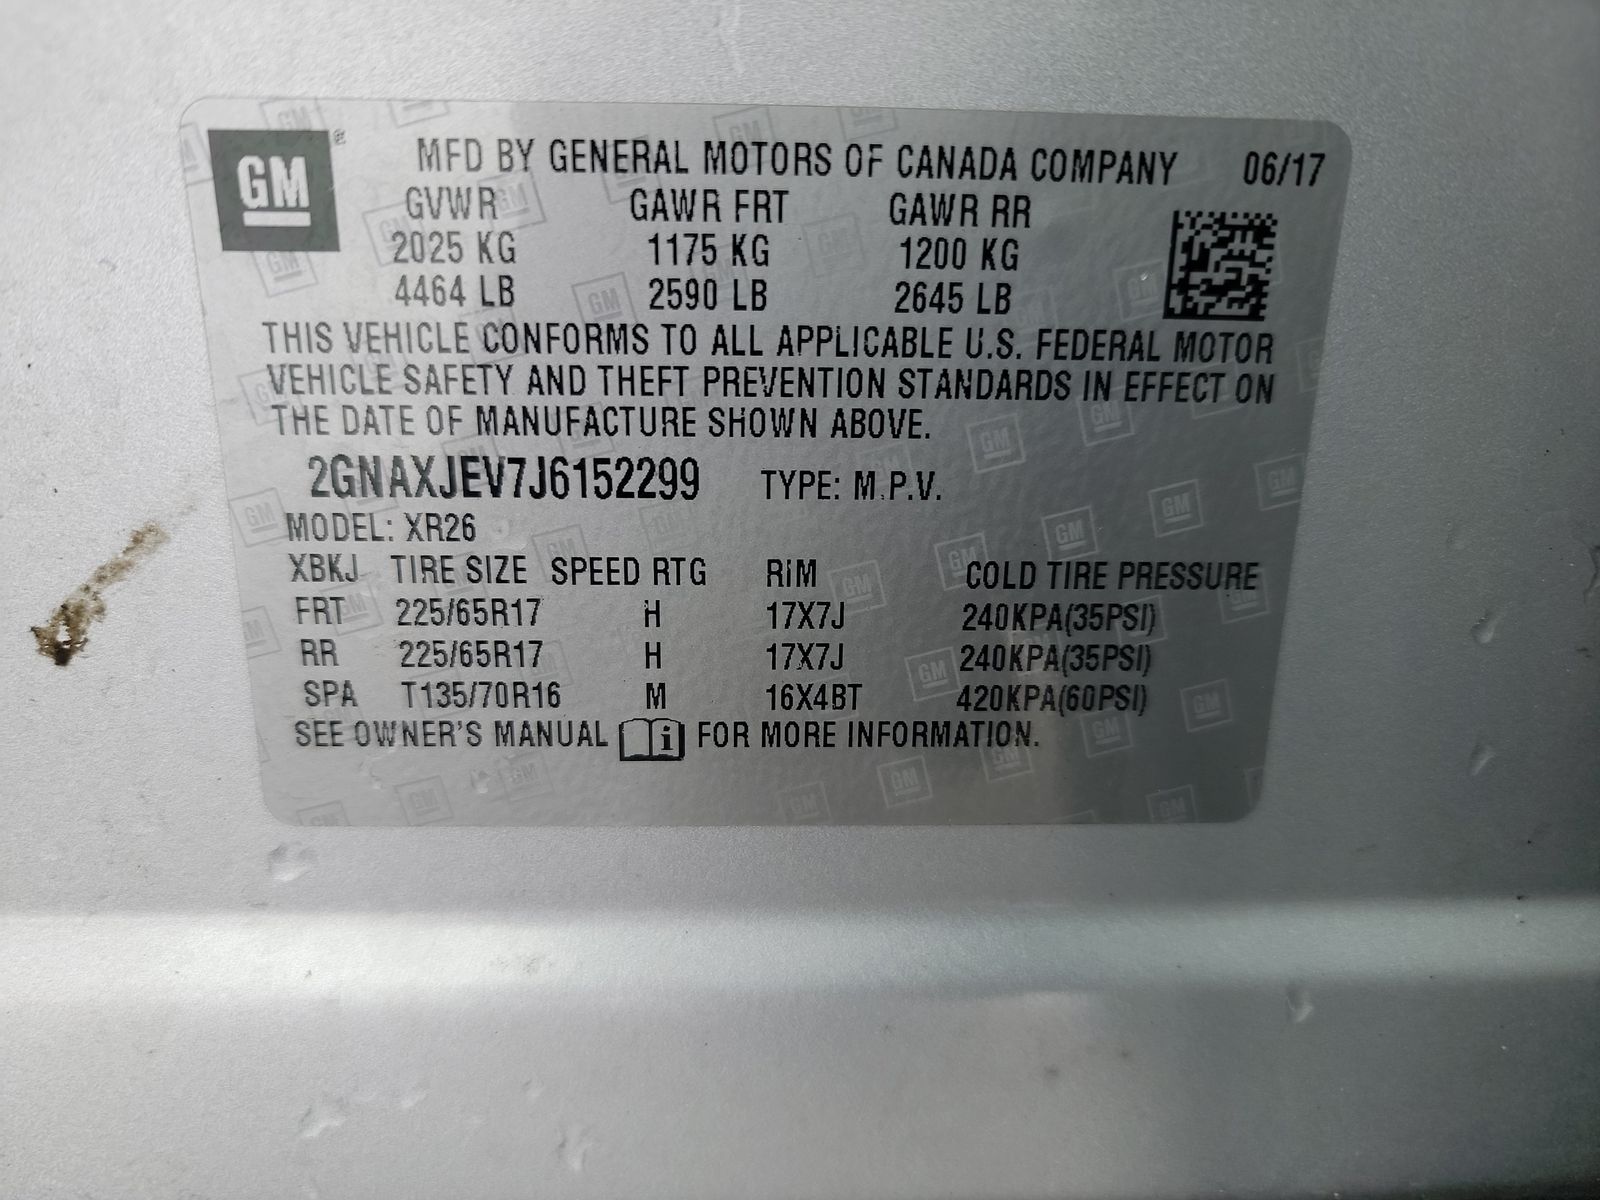 GM ®
MFD BY GENERAL MOTORS OF CANADA COMPANY 06/17
GVWR GAWR FRT GAWR RR
2025 KG 1175 KG 1200 KG
4464 LB 2590 LB 2645 LB
THIS VEHICLE CONFORMS TO ALL APPLICABLE U.S. FEDERAL MOTOR
VEHICLE SAFETY AND THEFT PREVENTION STANDARDS IN EFFECT ON
THE DATE OF MANUFACTURE SHOWN ABOVE.
2GNAXJEV7J6152299 TYPE: M.P.V.
MODEL: XR26
XBKJ TIRE SIZE SPEED RTG RIM COLD TIRE PRESSURE
FRT 225/65R17 H 17X7J 240KPA(35PSI)
RR 225/65R17 H 17X7J 240KPA(35PSI)
SPA T135/70R16 M 16X4BT 420KPA(60PSI)
SEE OWNER'S MANUAL i FOR MORE INFORMATION.